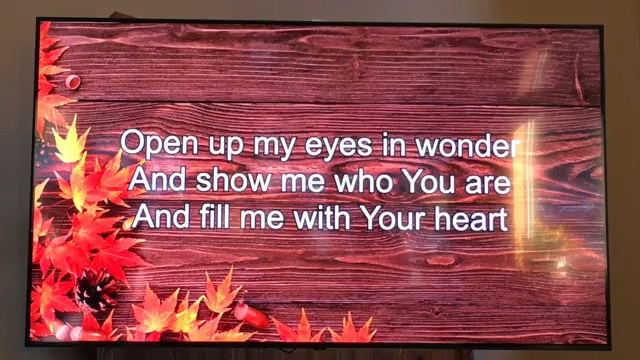 Open up my eyes in wonder
And show me who You are
And fill me with Your heart